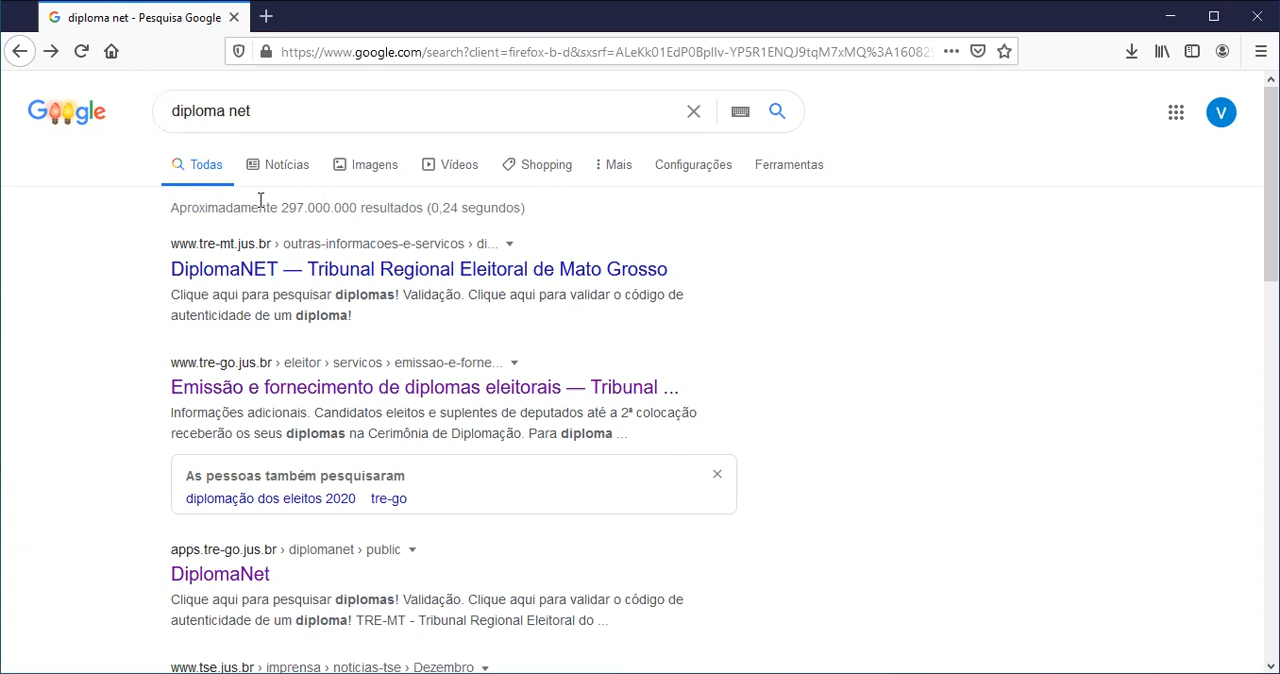 diploma net - Pesquisa Google
https://www.google.com/search?client=firefox-b-d&sxsrf=ALeKk01EdP0BpIIv-YP5R1ENQJ9tqM7xMQ%3A16082
Google
diploma net
V
Todas Notícias Imagens Vídeos Shopping Mais Configurações Ferramentas
Aproximadamente 297.000.000 resultados (0,24 segundos)
www.tre-mt.jus.br › outras-informacoes-e-servicos › di...
DiplomaNET — Tribunal Regional Eleitoral de Mato Grosso
Clique aqui para pesquisar diplomas! Validação. Clique aqui para validar o código de
autenticidade de um diploma!
www.tre-go.jus.br › eleitor › servicos › emissao-e-forne...
Emissão e fornecimento de diplomas eleitorais — Tribunal ...
Informações adicionais. Candidatos eleitos e suplentes de deputados até a 2ª colocação
receberão os seus diplomas na Cerimônia de Diplomação. Para diploma ...
As pessoas também pesquisaram
diplomação dos eleitos 2020 tre-go
apps.tre-go.jus.br › diplomanet › public
DiplomaNet
Clique aqui para pesquisar diplomas! Validação. Clique aqui para validar o código de
autenticidade de um diploma! TRE-MT - Tribunal Regional Eleitoral do ...
www.tse.jus.br › imprensa › noticias-tse › Dezembro